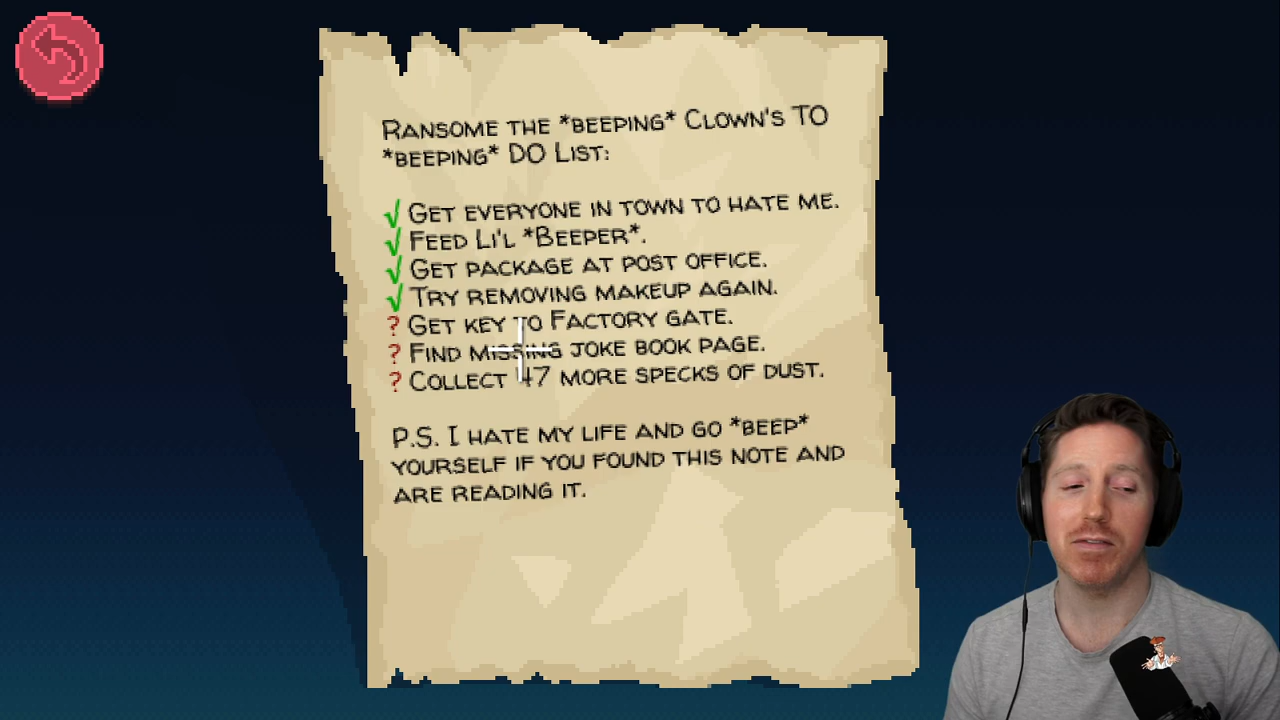 Ransome the *beeping* Clown's TO
*beeping* DO List:
✓ Get everyone in town to hate me.
✓ Feed Li'l *Beeper*.
✓ Get package at post office.
✓ Try removing makeup again.
? Get key to Factory gate.
? Find missing joke book page.
? Collect 47 more specks of dust.
P.S. I hate my life and go *beep*
yourself if you found this note and
are reading it.